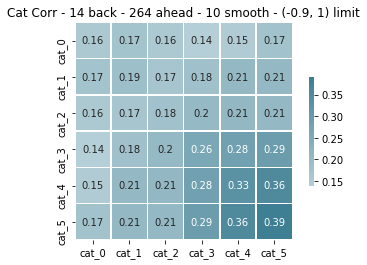 Cat Corr - 14 back - 264 ahead - 10 smooth - (-0.9, 1) limit
cat_0 0.16 0.17 0.16 0.14 0.15 0.17
cat_1 0.17 0.19 0.17 0.18 0.21 0.21
cat_2 0.16 0.17 0.18 0.2 0.21 0.21
cat_3 0.14 0.18 0.2 0.26 0.28 0.29
cat_4 0.15 0.21 0.21 0.28 0.33 0.36
cat_5 0.17 0.21 0.21 0.29 0.36 0.39
cat_0 cat_1 cat_2 cat_3 cat_4 cat_5
0.35
0.30
0.25
0.20
0.15